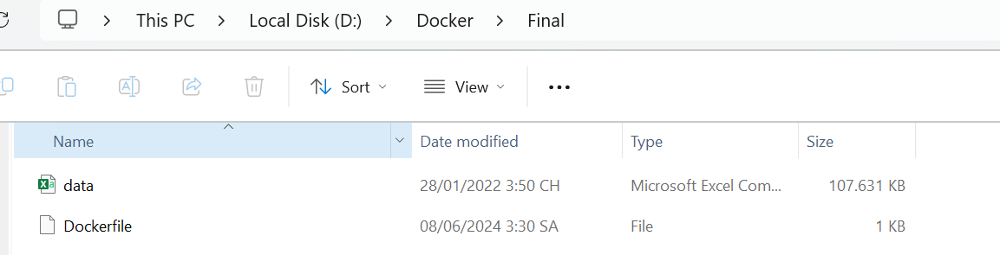 This PC > Local Disk (D:) > Docker > Final
Sort View
Name Date modified Type Size
data 28/01/2022 3:50 CH Microsoft Excel Com... 107.631 KB
Dockerfile 08/06/2024 3:30 SA File 1 KB